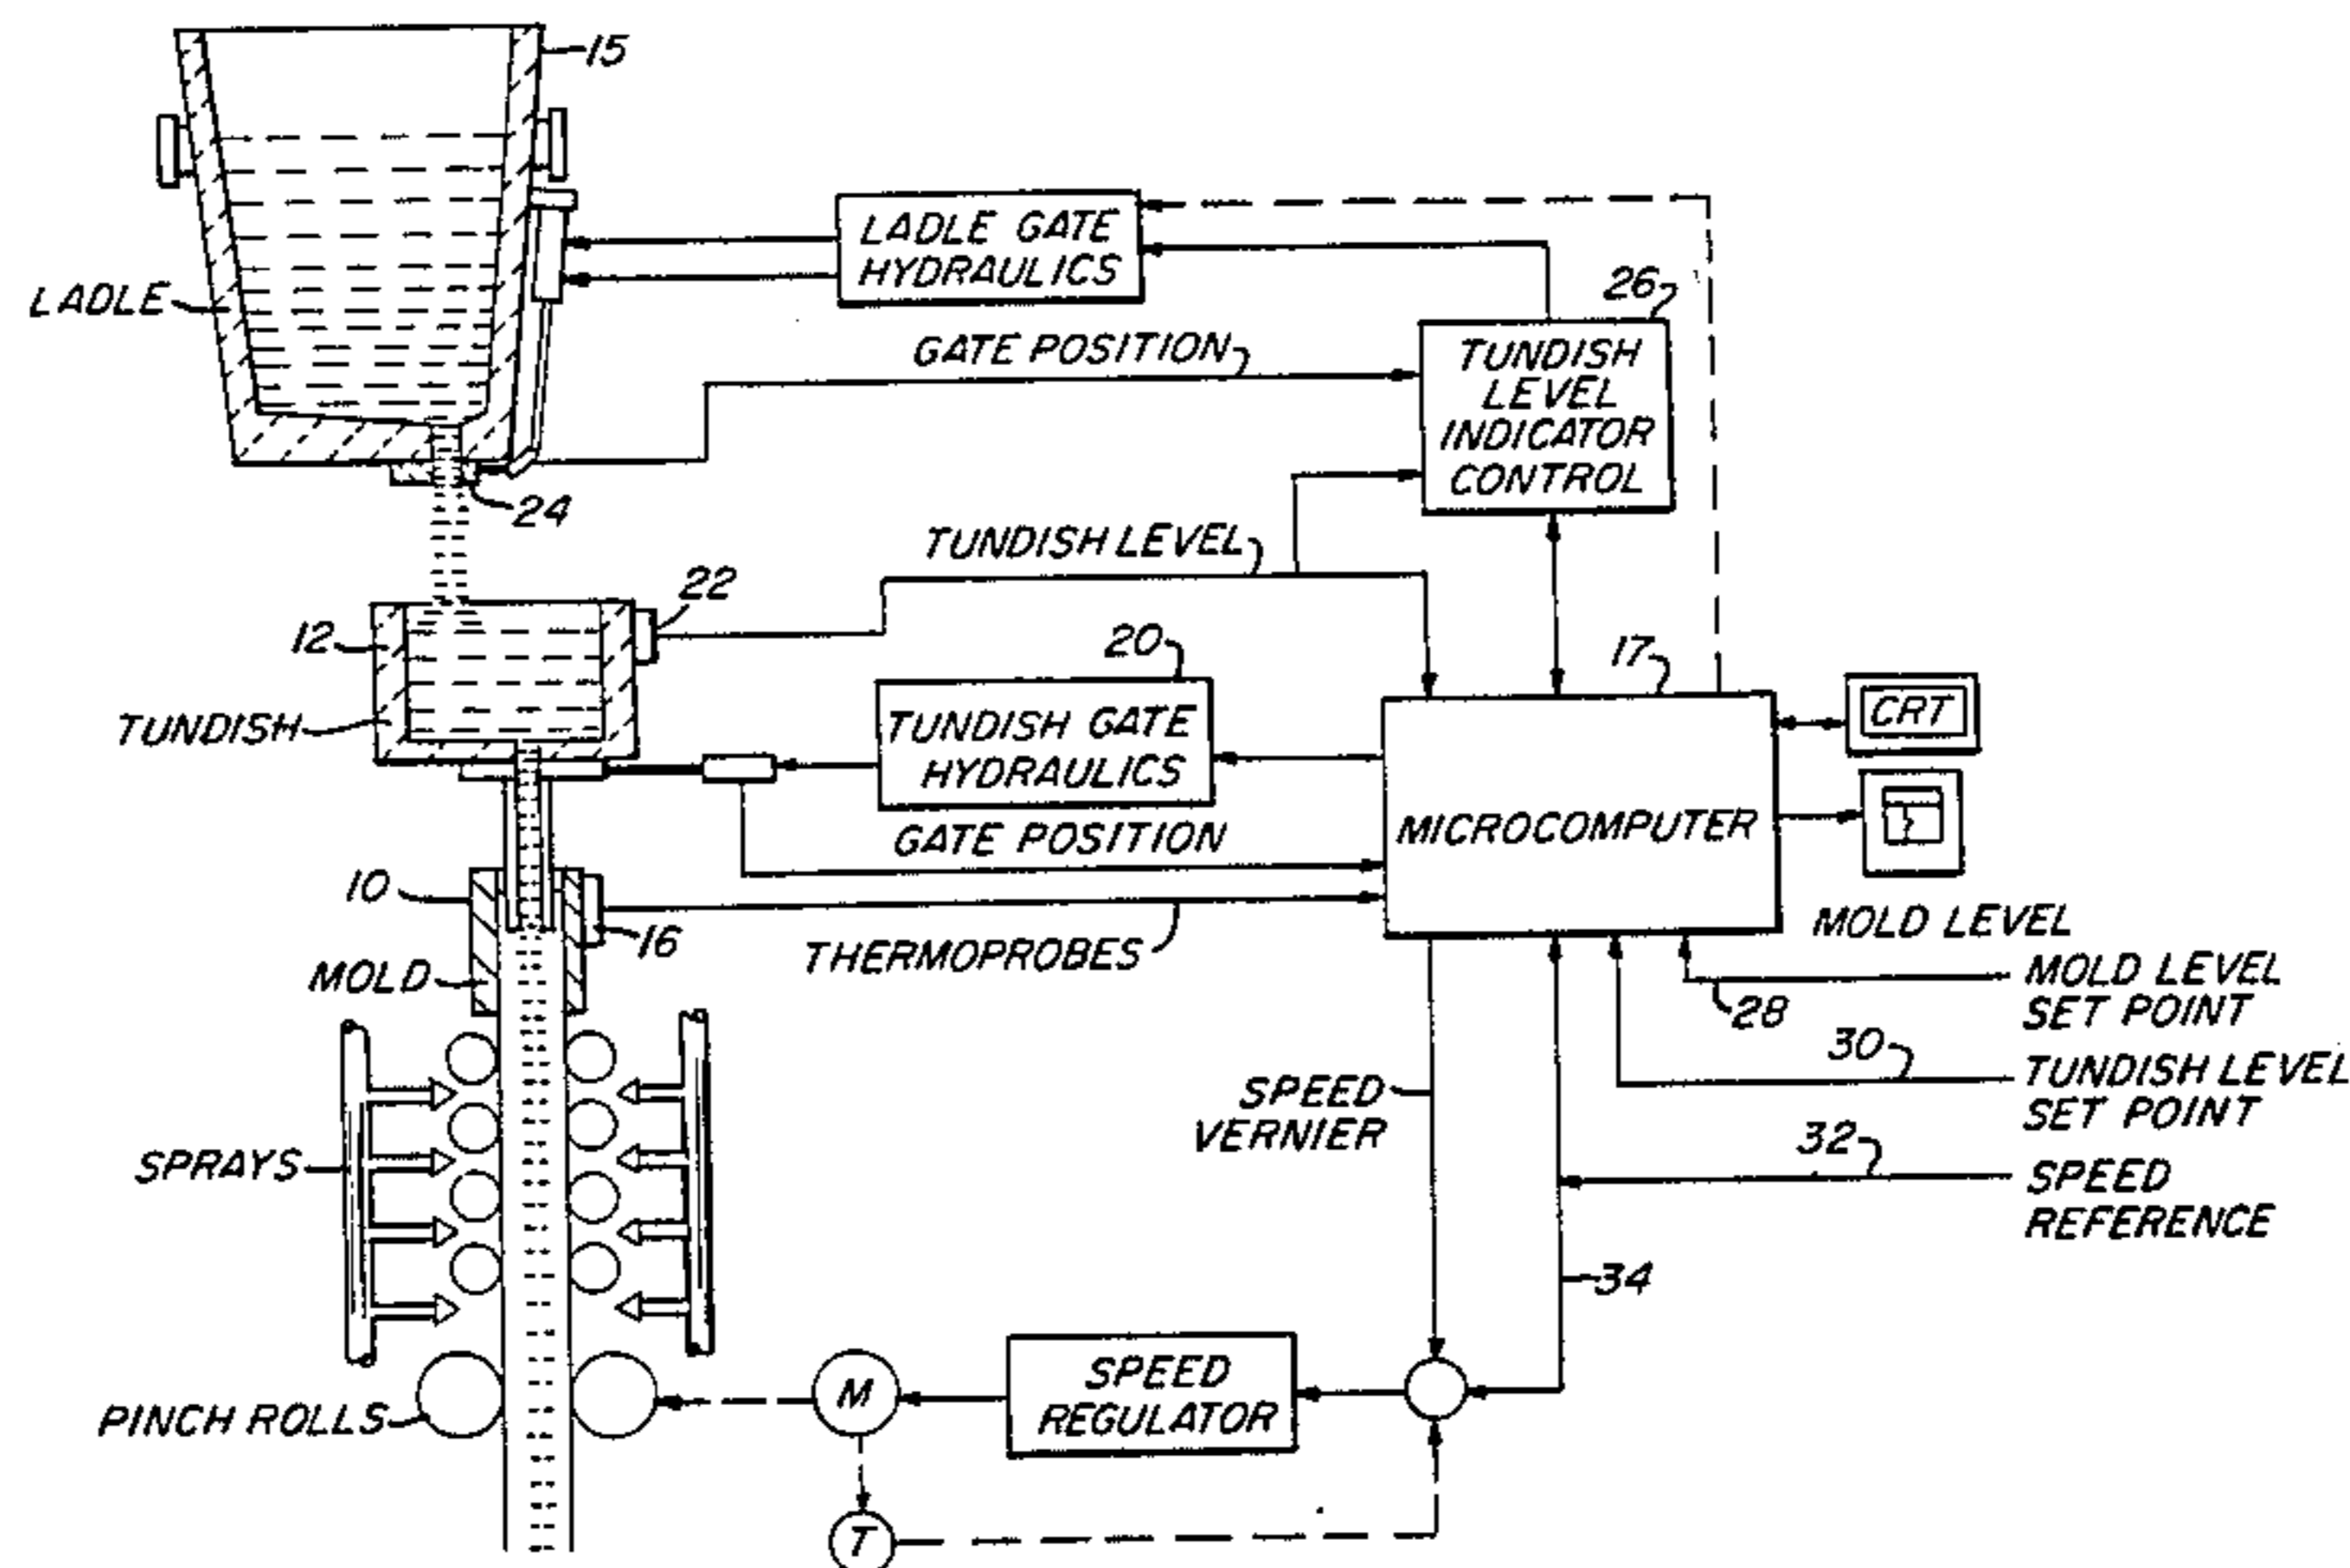 15
LADLE GATE
HYDRAULICS
26
LADLE
GATE POSITION
TUNDISH
LEVEL
INDICATOR
CONTROL
24
TUNDISH LEVEL
22
12
20
17
TUNDISH
TUNDISH GATE
HYDRAULICS
CRT
MICROCOMPUTER
GATE POSITION
10
16
THERMOPROBES
MOLD
MOLD LEVEL
MOLD LEVEL
SET POINT
28
30
TUNDISH LEVEL
SET POINT
SPEED
VERNIER
32
SPEED
REFERENCE
SPRAYS
34
PINCH ROLLS
M
SPEED
REGULATOR
T